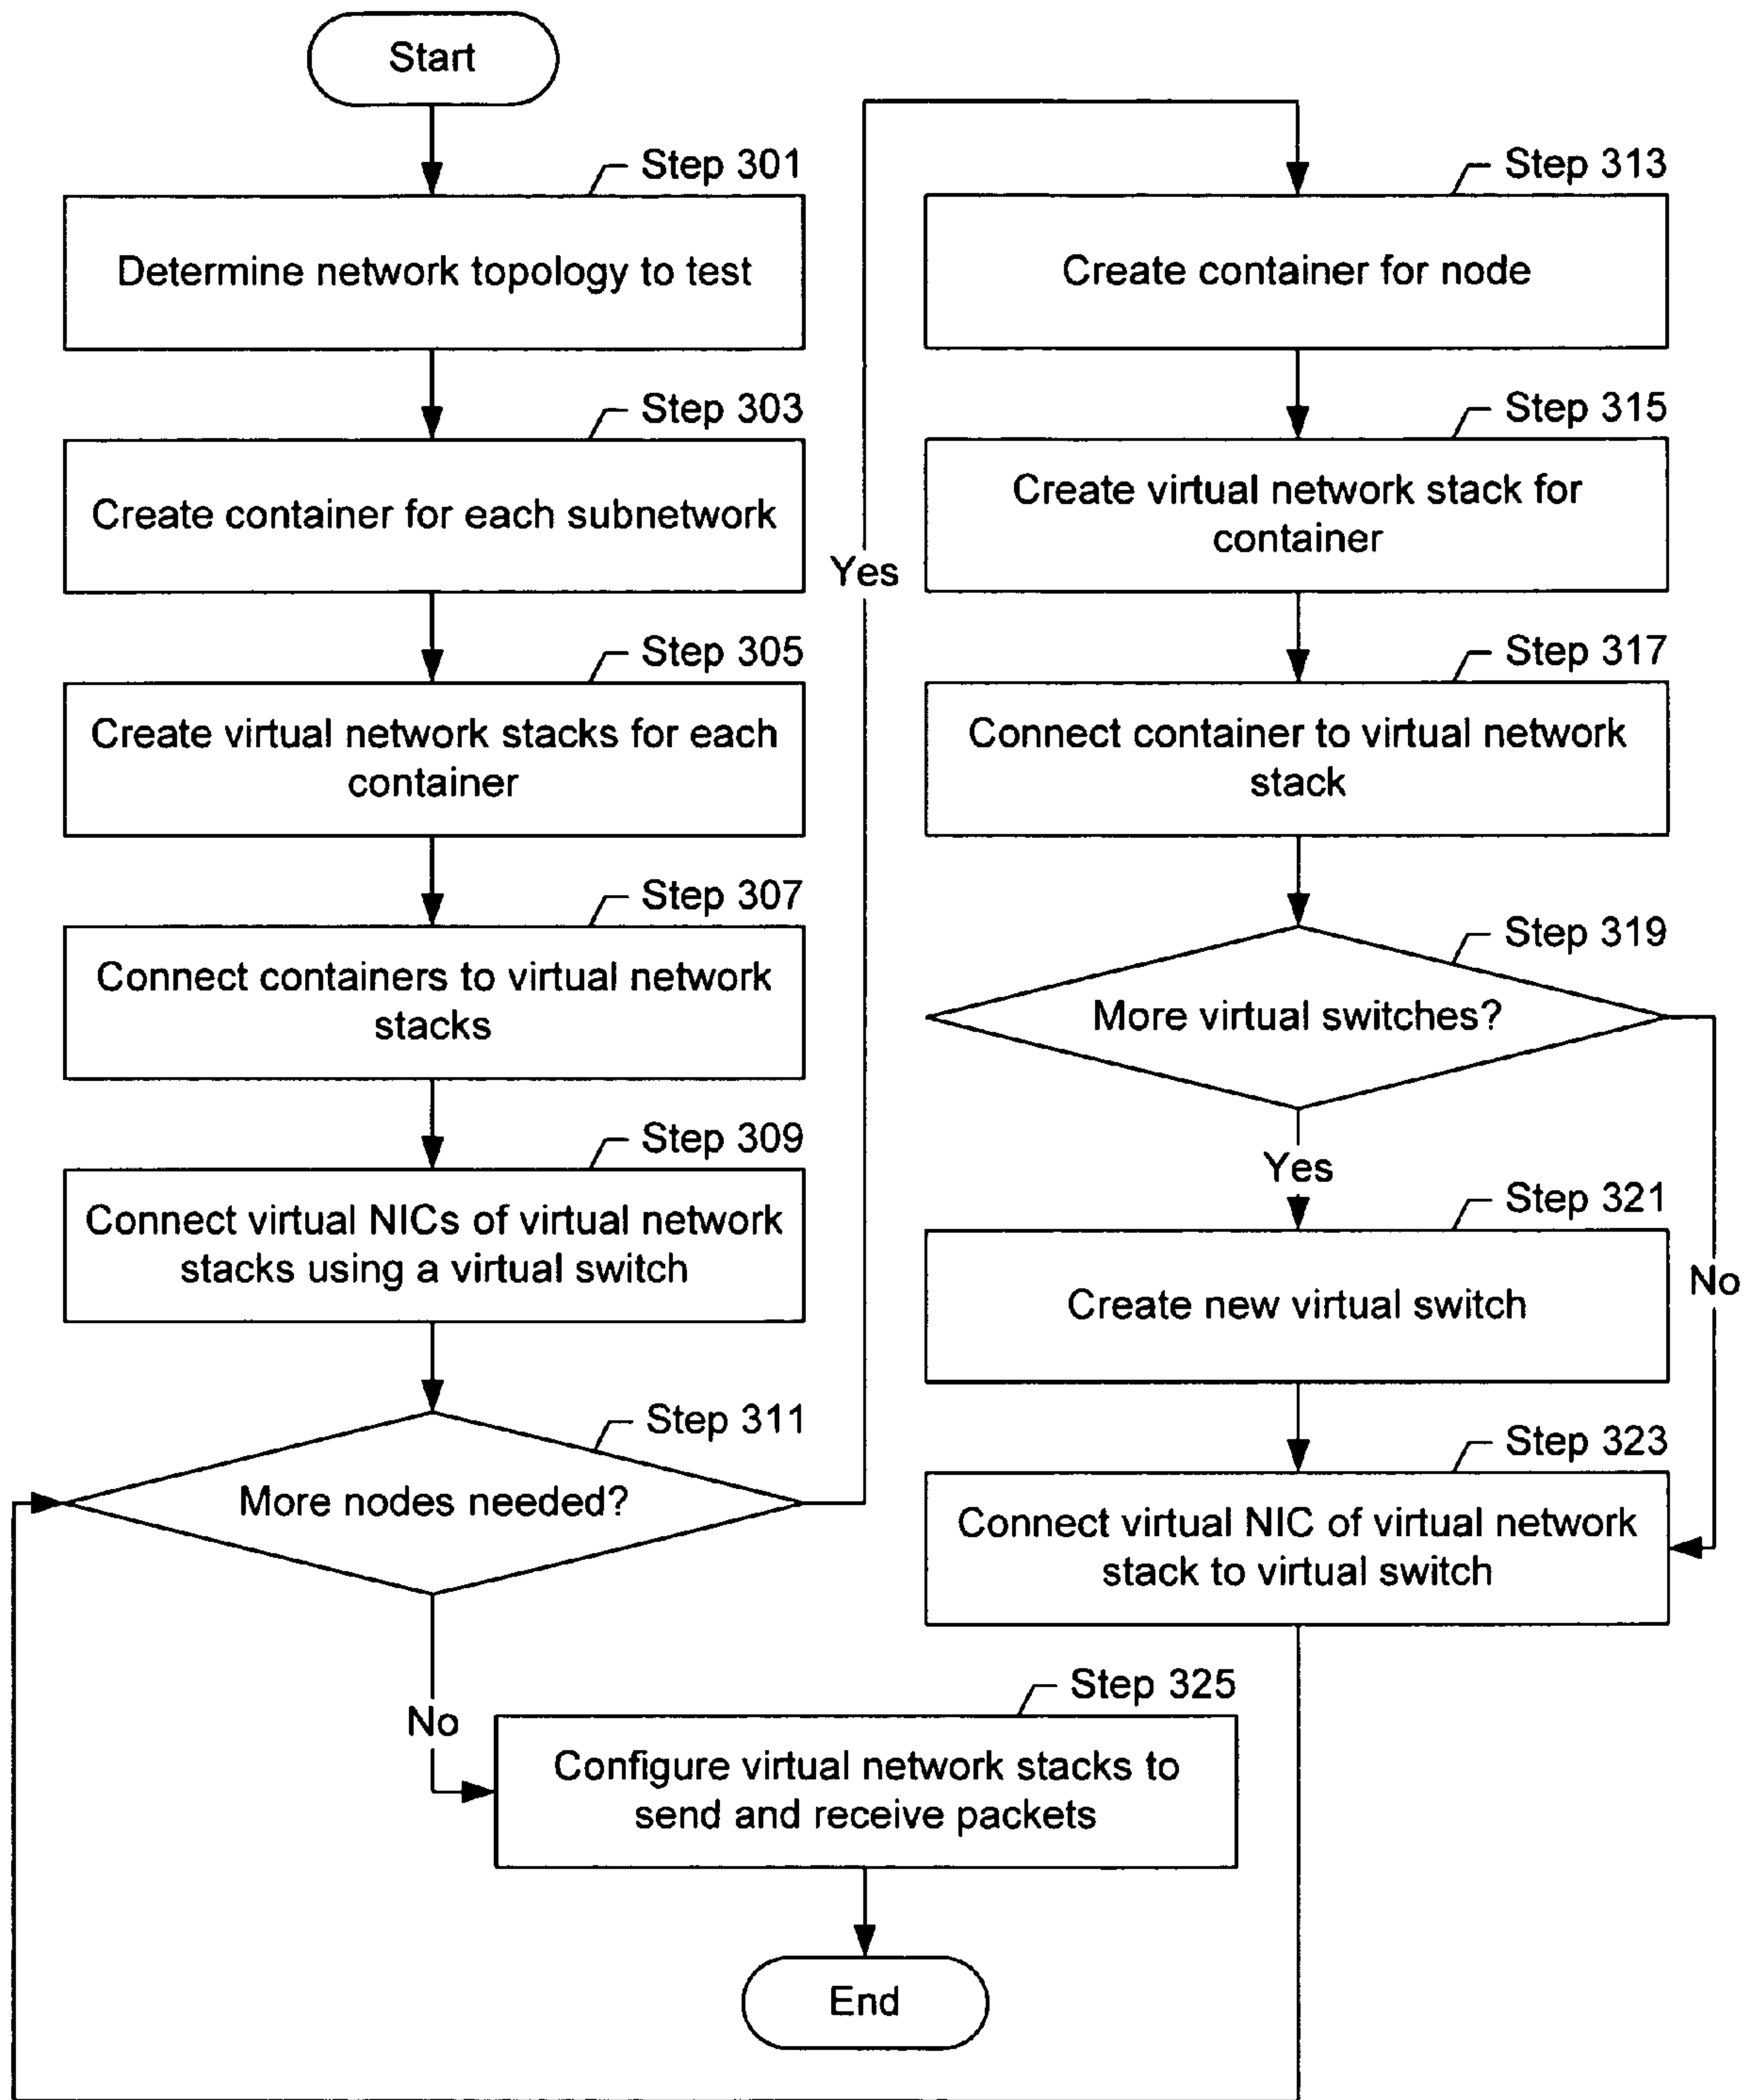 Start
Step 301
Determine network topology to test
Step 303
Create container for each subnetwork
Step 305
Create virtual network stacks for each
container
Step 307
Connect containers to virtual network
stacks
Step 309
Connect virtual NICs of virtual network
stacks using a virtual switch
Step 311
More nodes needed?
Yes
No
Step 313
Create container for node
Step 315
Create virtual network stack for
container
Step 317
Connect container to virtual network
stack
Step 319
More virtual switches?
Yes
No
Step 321
Create new virtual switch
Step 323
Connect virtual NIC of virtual network
stack to virtual switch
Step 325
Configure virtual network stacks to
send and receive packets
End